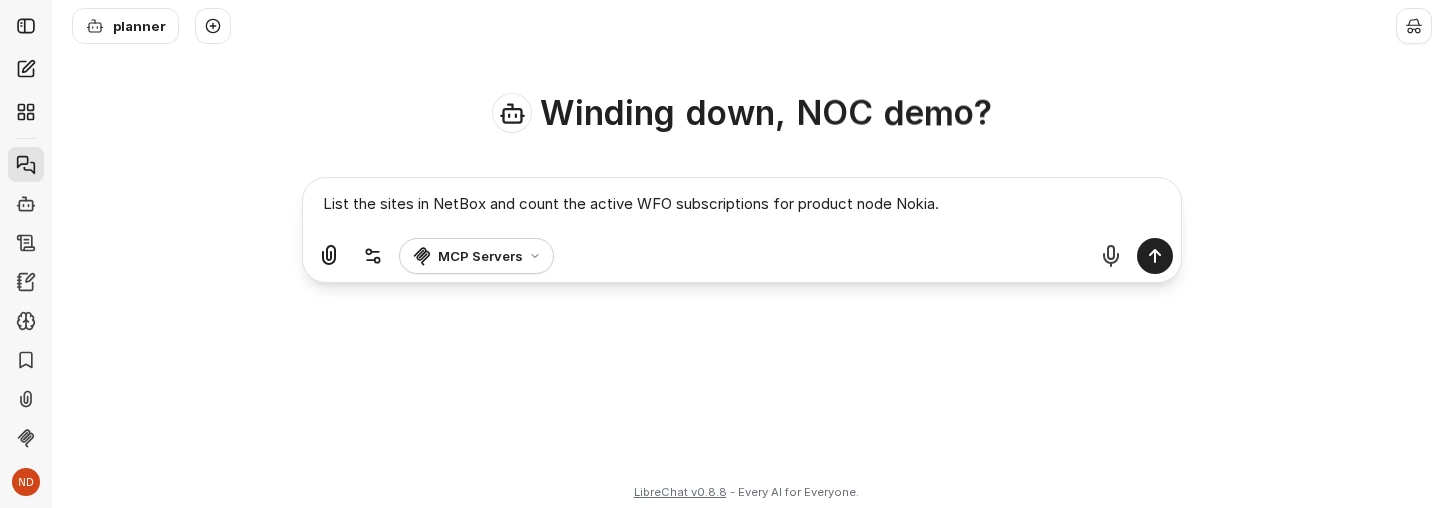 planner
Winding down, NOC demo?
List the sites in NetBox and count the active WFO subscriptions for product node Nokia.
MCP Servers
ND
LibreChat v0.8.8 - Every AI for Everyone.